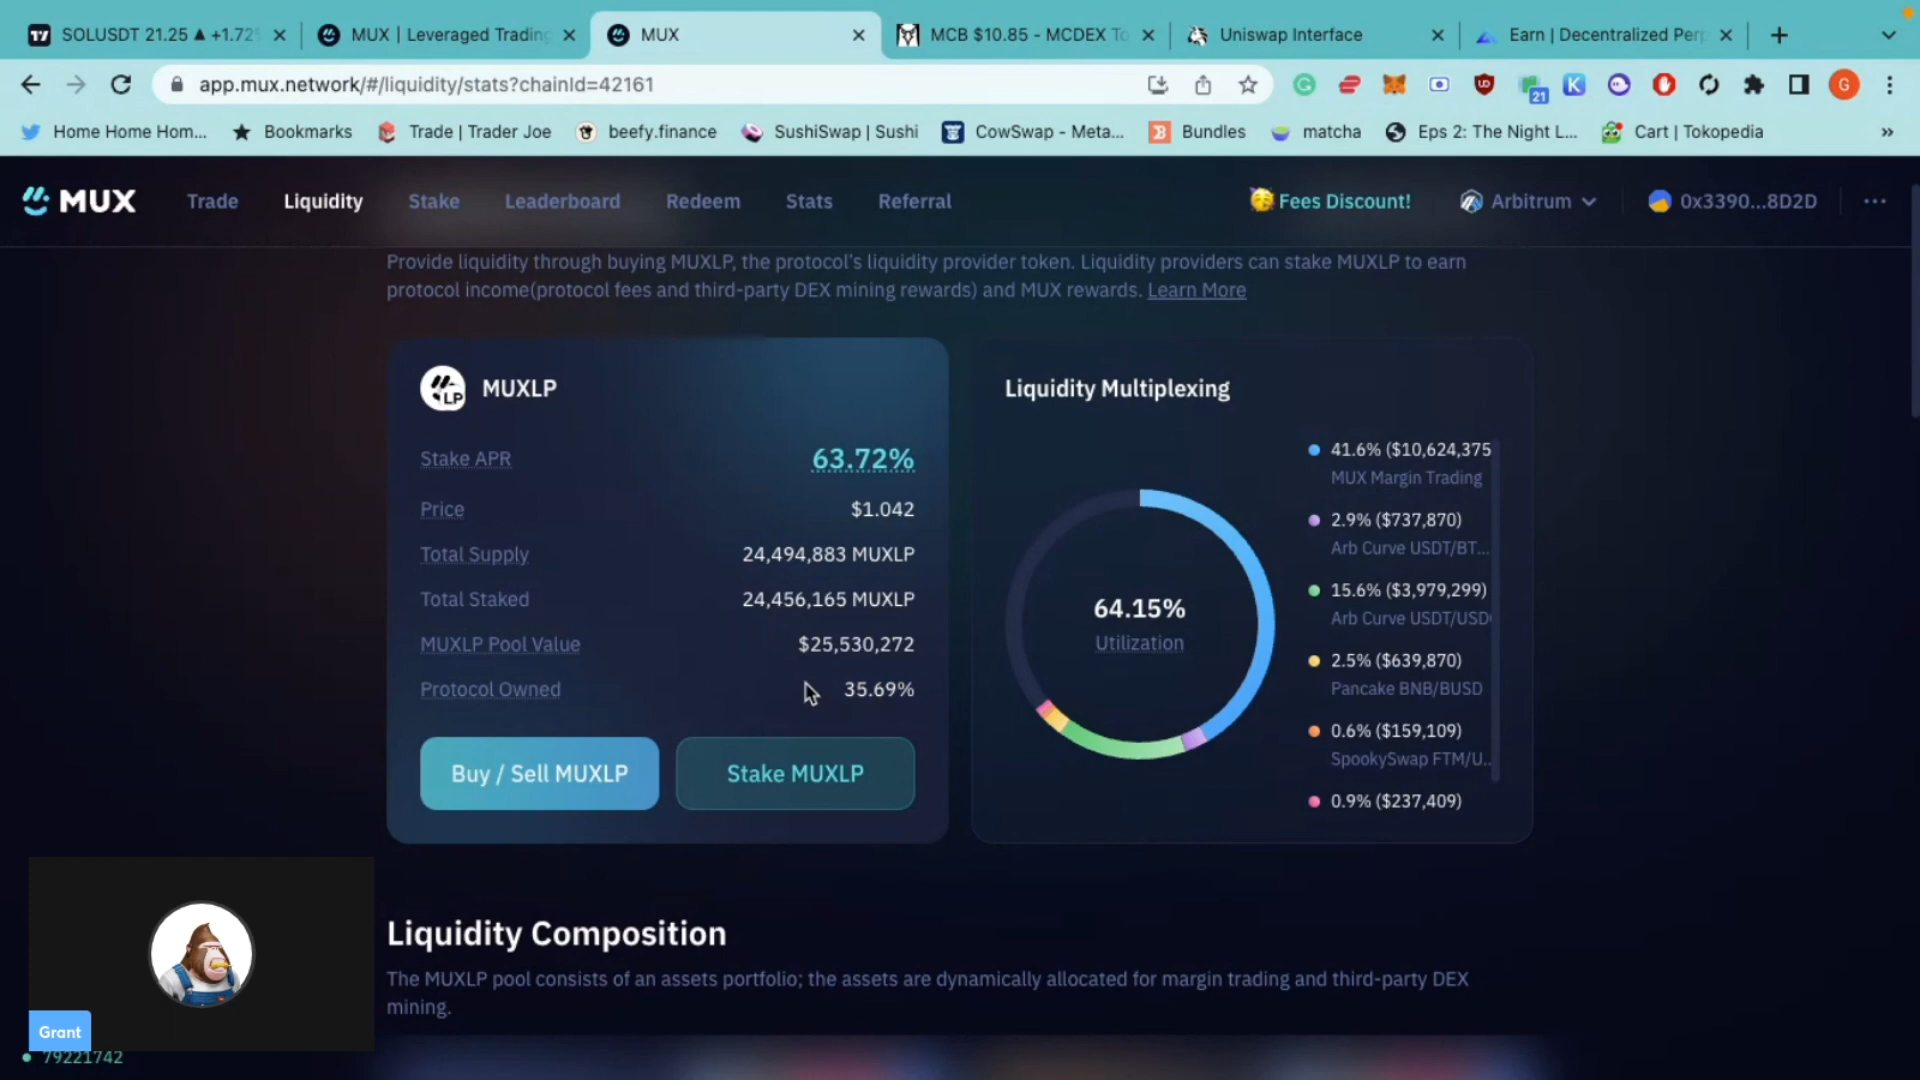 SOLUSDT 21.25 ▲ +1.72%
MUX | Leveraged Trading
MUX
MCB $10.85 - MCDEX To
Uniswap Interface
Earn | Decentralized Perp
app.mux.network/#/liquidity/stats?chainId=42161
21
K
G
Home Home Hom...
Bookmarks
Trade | Trader Joe
beefy.finance
SushiSwap | Sushi
CowSwap - Meta...
Bundles
matcha
Eps 2: The Night L...
Cart | Tokopedia
»
MUX
Trade
Liquidity
Stake
Leaderboard
Redeem
Stats
Referral
Fees Discount!
Arbitrum
0x3390...8D2D
Provide liquidity through buying MUXLP, the protocol's liquidity provider token. Liquidity providers can stake MUXLP to earn
protocol income(protocol fees and third-party DEX mining rewards) and MUX rewards. Learn More
LP
MUXLP
Stake APR 63.72%
Price $1.042
Total Supply 24,494,883 MUXLP
Total Staked 24,456,165 MUXLP
MUXLP Pool Value $25,530,272
Protocol Owned 35.69%
Buy / Sell MUXLP
Stake MUXLP
Liquidity Multiplexing
64.15%
Utilization
41.6% ($10,624,375
MUX Margin Trading
2.9% ($737,870)
Arb Curve USDT/BT...
15.6% ($3,979,299)
Arb Curve USDT/USD
2.5% ($639,870)
Pancake BNB/BUSD
0.6% ($159,109)
SpookySwap FTM/U...
0.9% ($237,409)
Liquidity Composition
The MUXLP pool consists of an assets portfolio; the assets are dynamically allocated for margin trading and third-party DEX
mining.
Grant
79221742